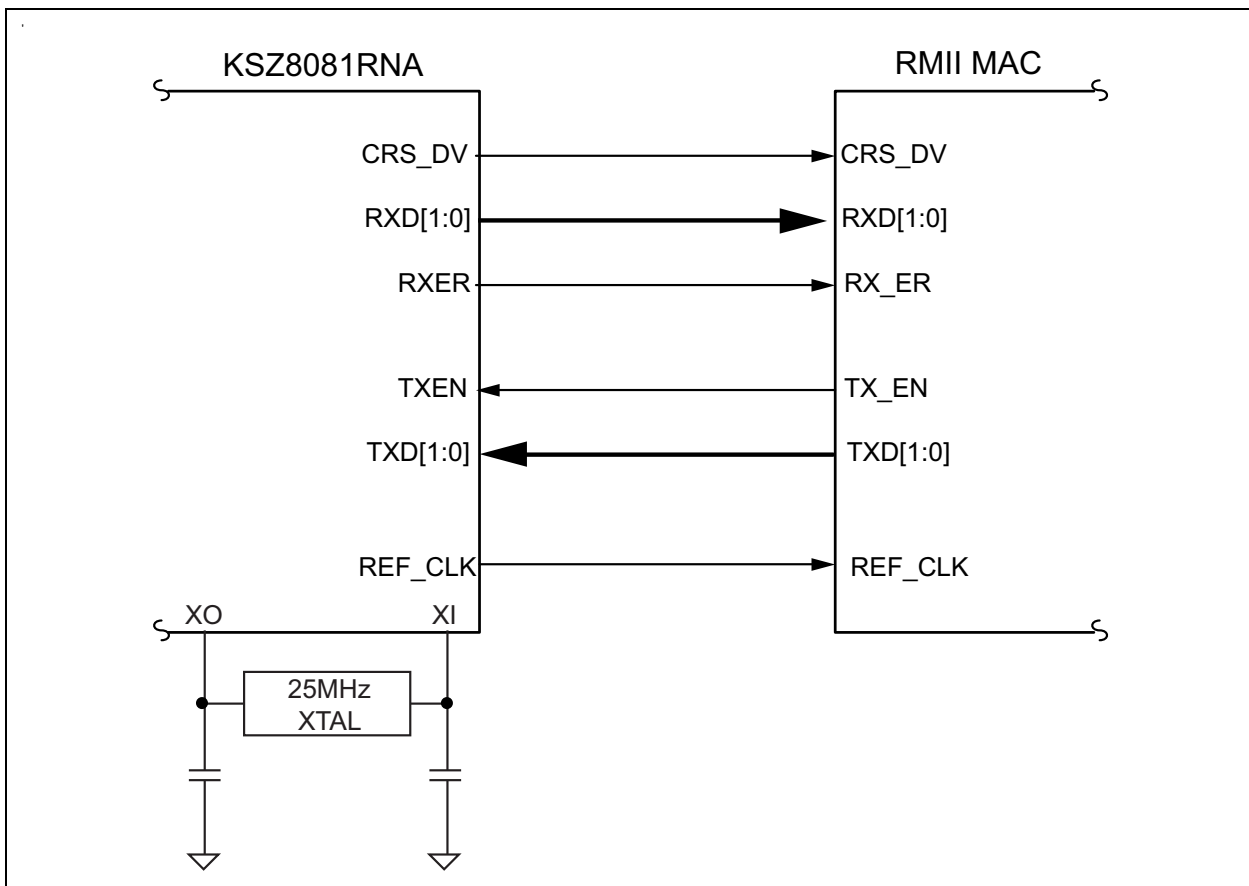 KSZ8081RNA RMII MAC
CRS_DV CRS_DV
RXD[1:0] RXD[1:0]
RXER RX_ER
TXEN TX_EN
TXD[1:0] TXD[1:0]
REF_CLK REF_CLK
XO XI
25MHz
XTAL